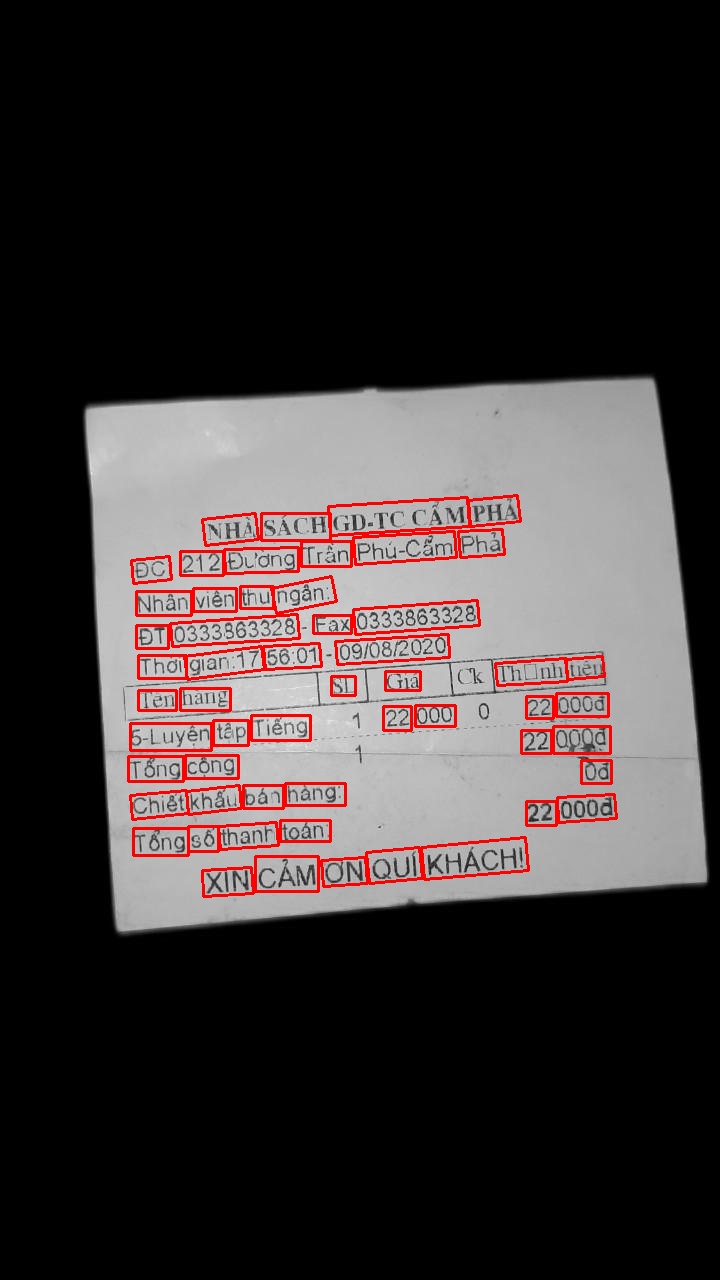 NHÀ SÁCH GD-TC CẨM PHẢ
ĐC 212 Đường Trần Phú-Cẩm Phả
Nhân viên thu ngân:
ĐT 0333863328 - Fax 0333863328
Thời gian:17 56:01 - 09/08/2020
Tên hàng SL Giá Ck Th□nh tiền
5-Luyện tập Tiếng 1 22 000 0 22 000đ
Tổng cộng 1 22 000đ
Chiết khấu bán hàng: 0đ
Tổng số thanh toán: 22 000đ
XIN CẢM ƠN QUÍ KHÁCH!